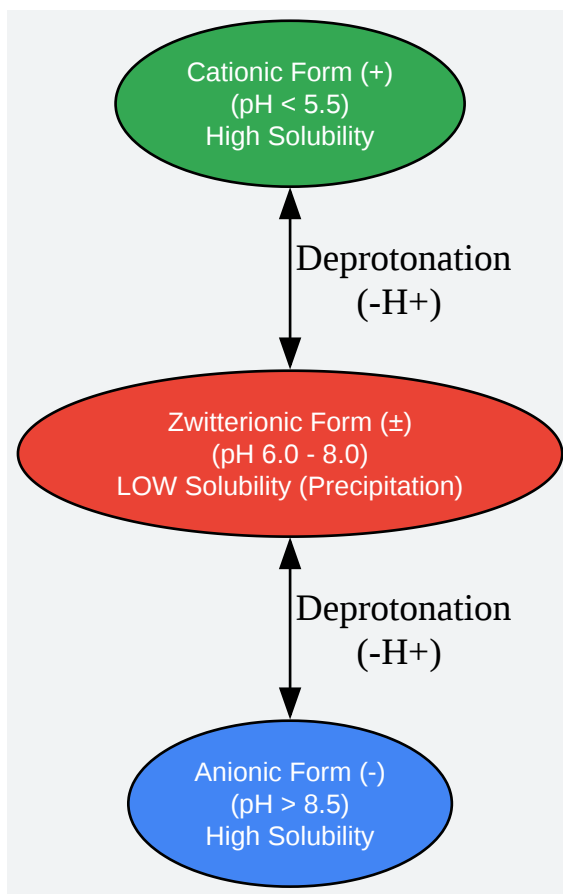 Cationic Form (+)
(pH < 5.5)
High Solubility
Deprotonation
(-H+)
Zwitterionic Form (±)
(pH 6.0 - 8.0)
LOW Solubility (Precipitation)
Deprotonation
(-H+)
Anionic Form (-)
(pH > 8.5)
High Solubility